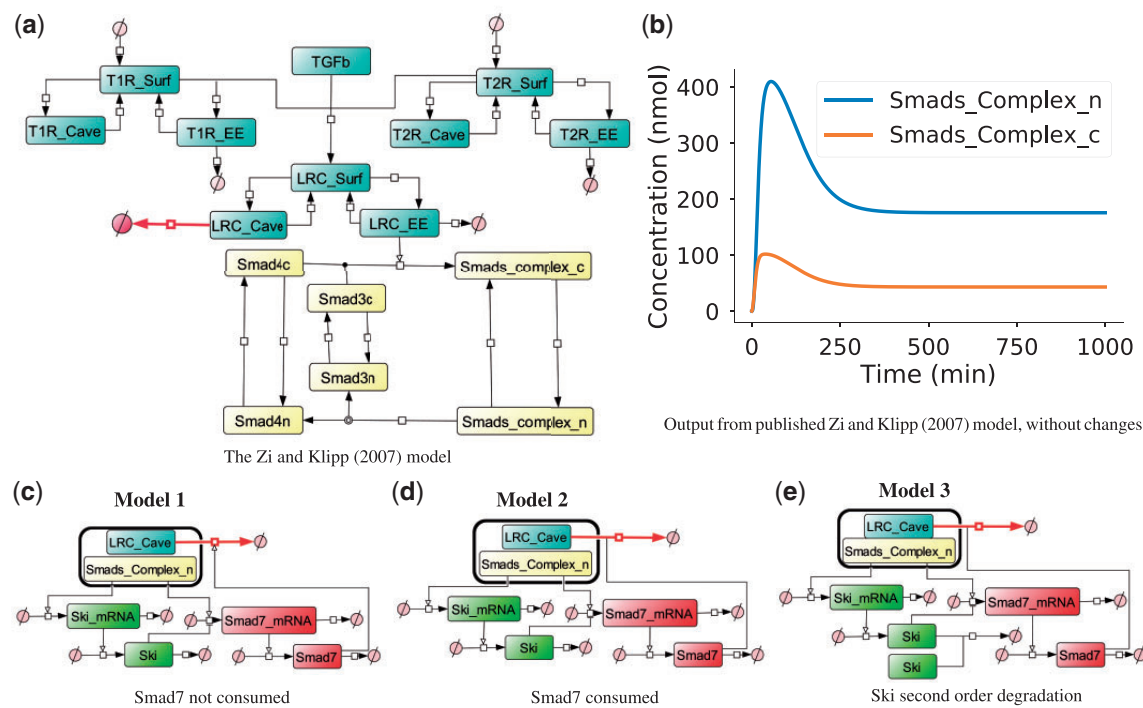 (a)
T1R_Surf
TGFb
T2R_Surf
T1R_Cave
T1R_EE
T2R_Cave
T2R_EE
LRC_Surf
LRC_Cave
LRC_EE
Smad4c
Smads_complex_c
Smad3c
Smad3n
Smad4n
Smads_complex_n
The Zi and Klipp (2007) model
(b)
Concentration (nmol)
400
300
200
100
0
Smads_Complex_n
Smads_Complex_c
0 250 500 750 1000
Time (min)
Output from published Zi and Klipp (2007) model, without changes
(c)
Model 1
LRC_Cave
Smads_Complex_n
Ski_mRNA
Smad7_mRNA
Ski
Smad7
Smad7 not consumed
(d)
Model 2
LRC_Cave
Smads_Complex_n
Ski_mRNA
Smad7_mRNA
Ski
Smad7
Smad7 consumed
(e)
Model 3
LRC_Cave
Smads_Complex_n
Ski_mRNA
Smad7_mRNA
Ski
Smad7
Ski
Ski second order degradation